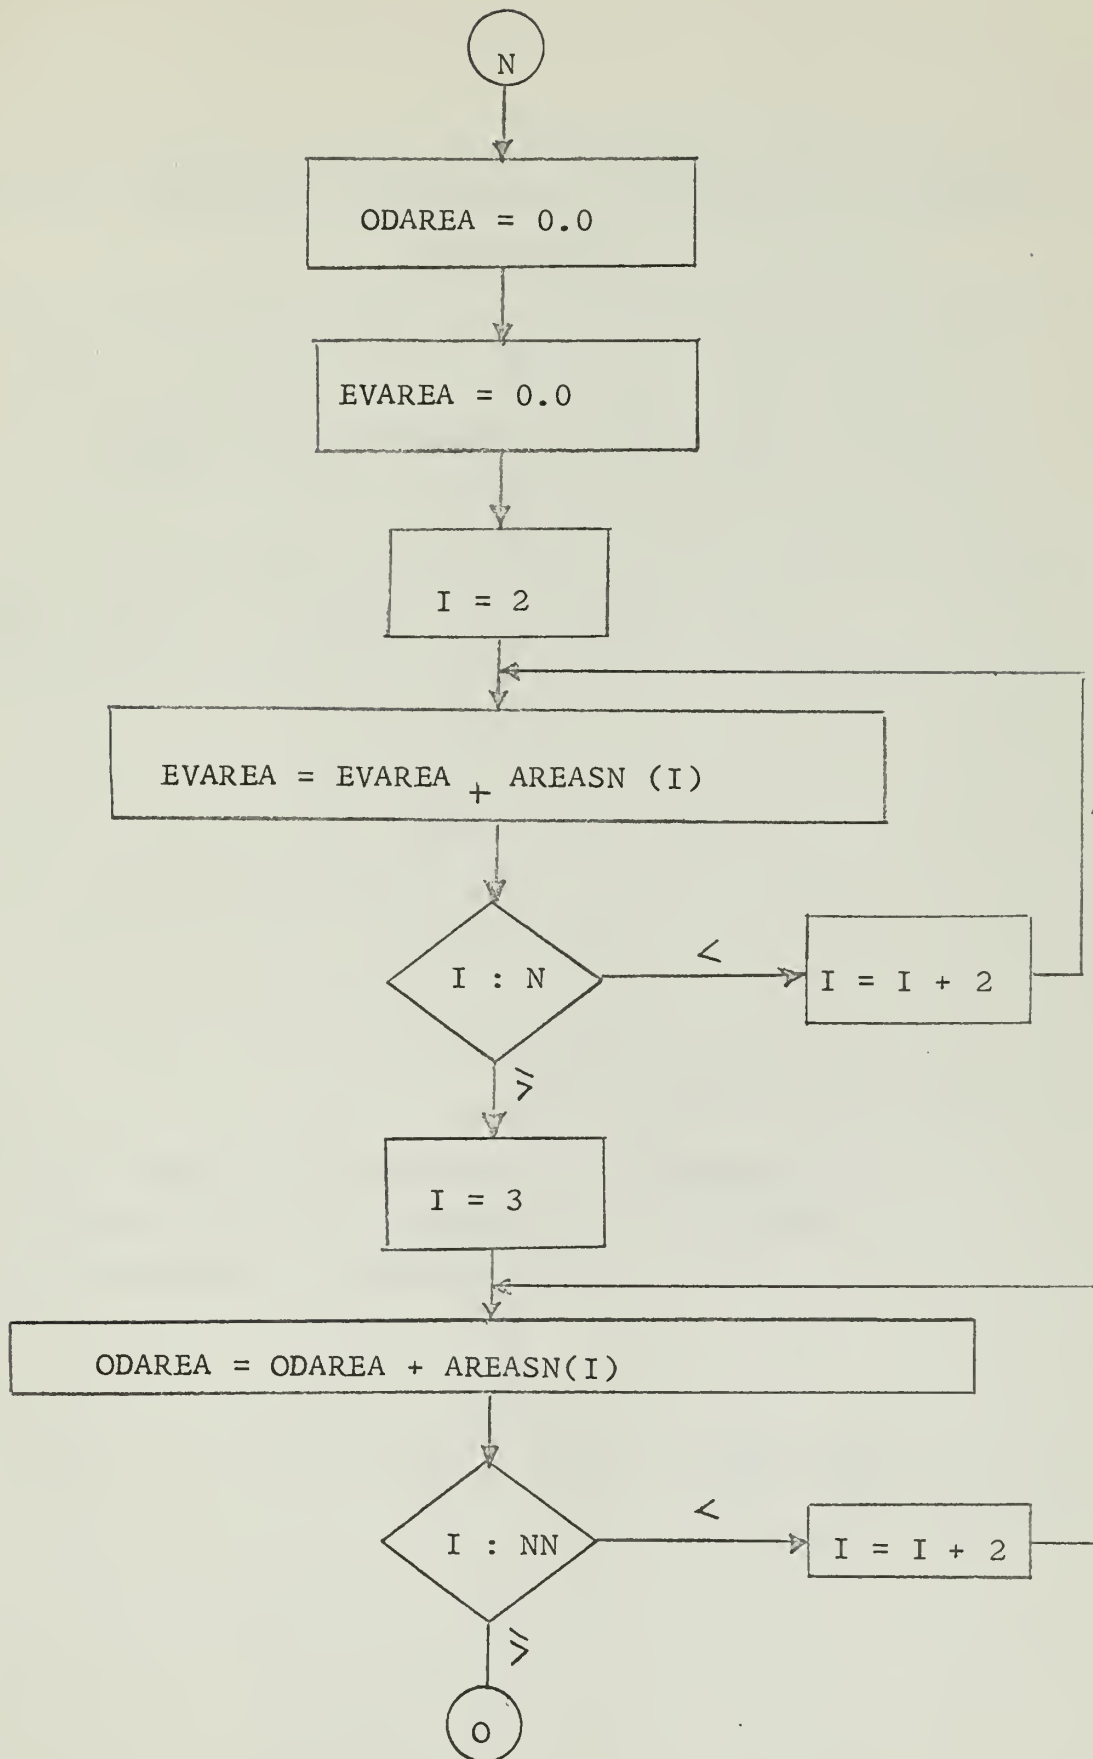 N
ODAREA = 0.0
EVAREA = 0.0
I = 2
EVAREA = EVAREA + AREASN (I)
I : N
<
I = I + 2
≥
I = 3
ODAREA = ODAREA + AREASN(I)
I : NN
<
I = I + 2
≥
O